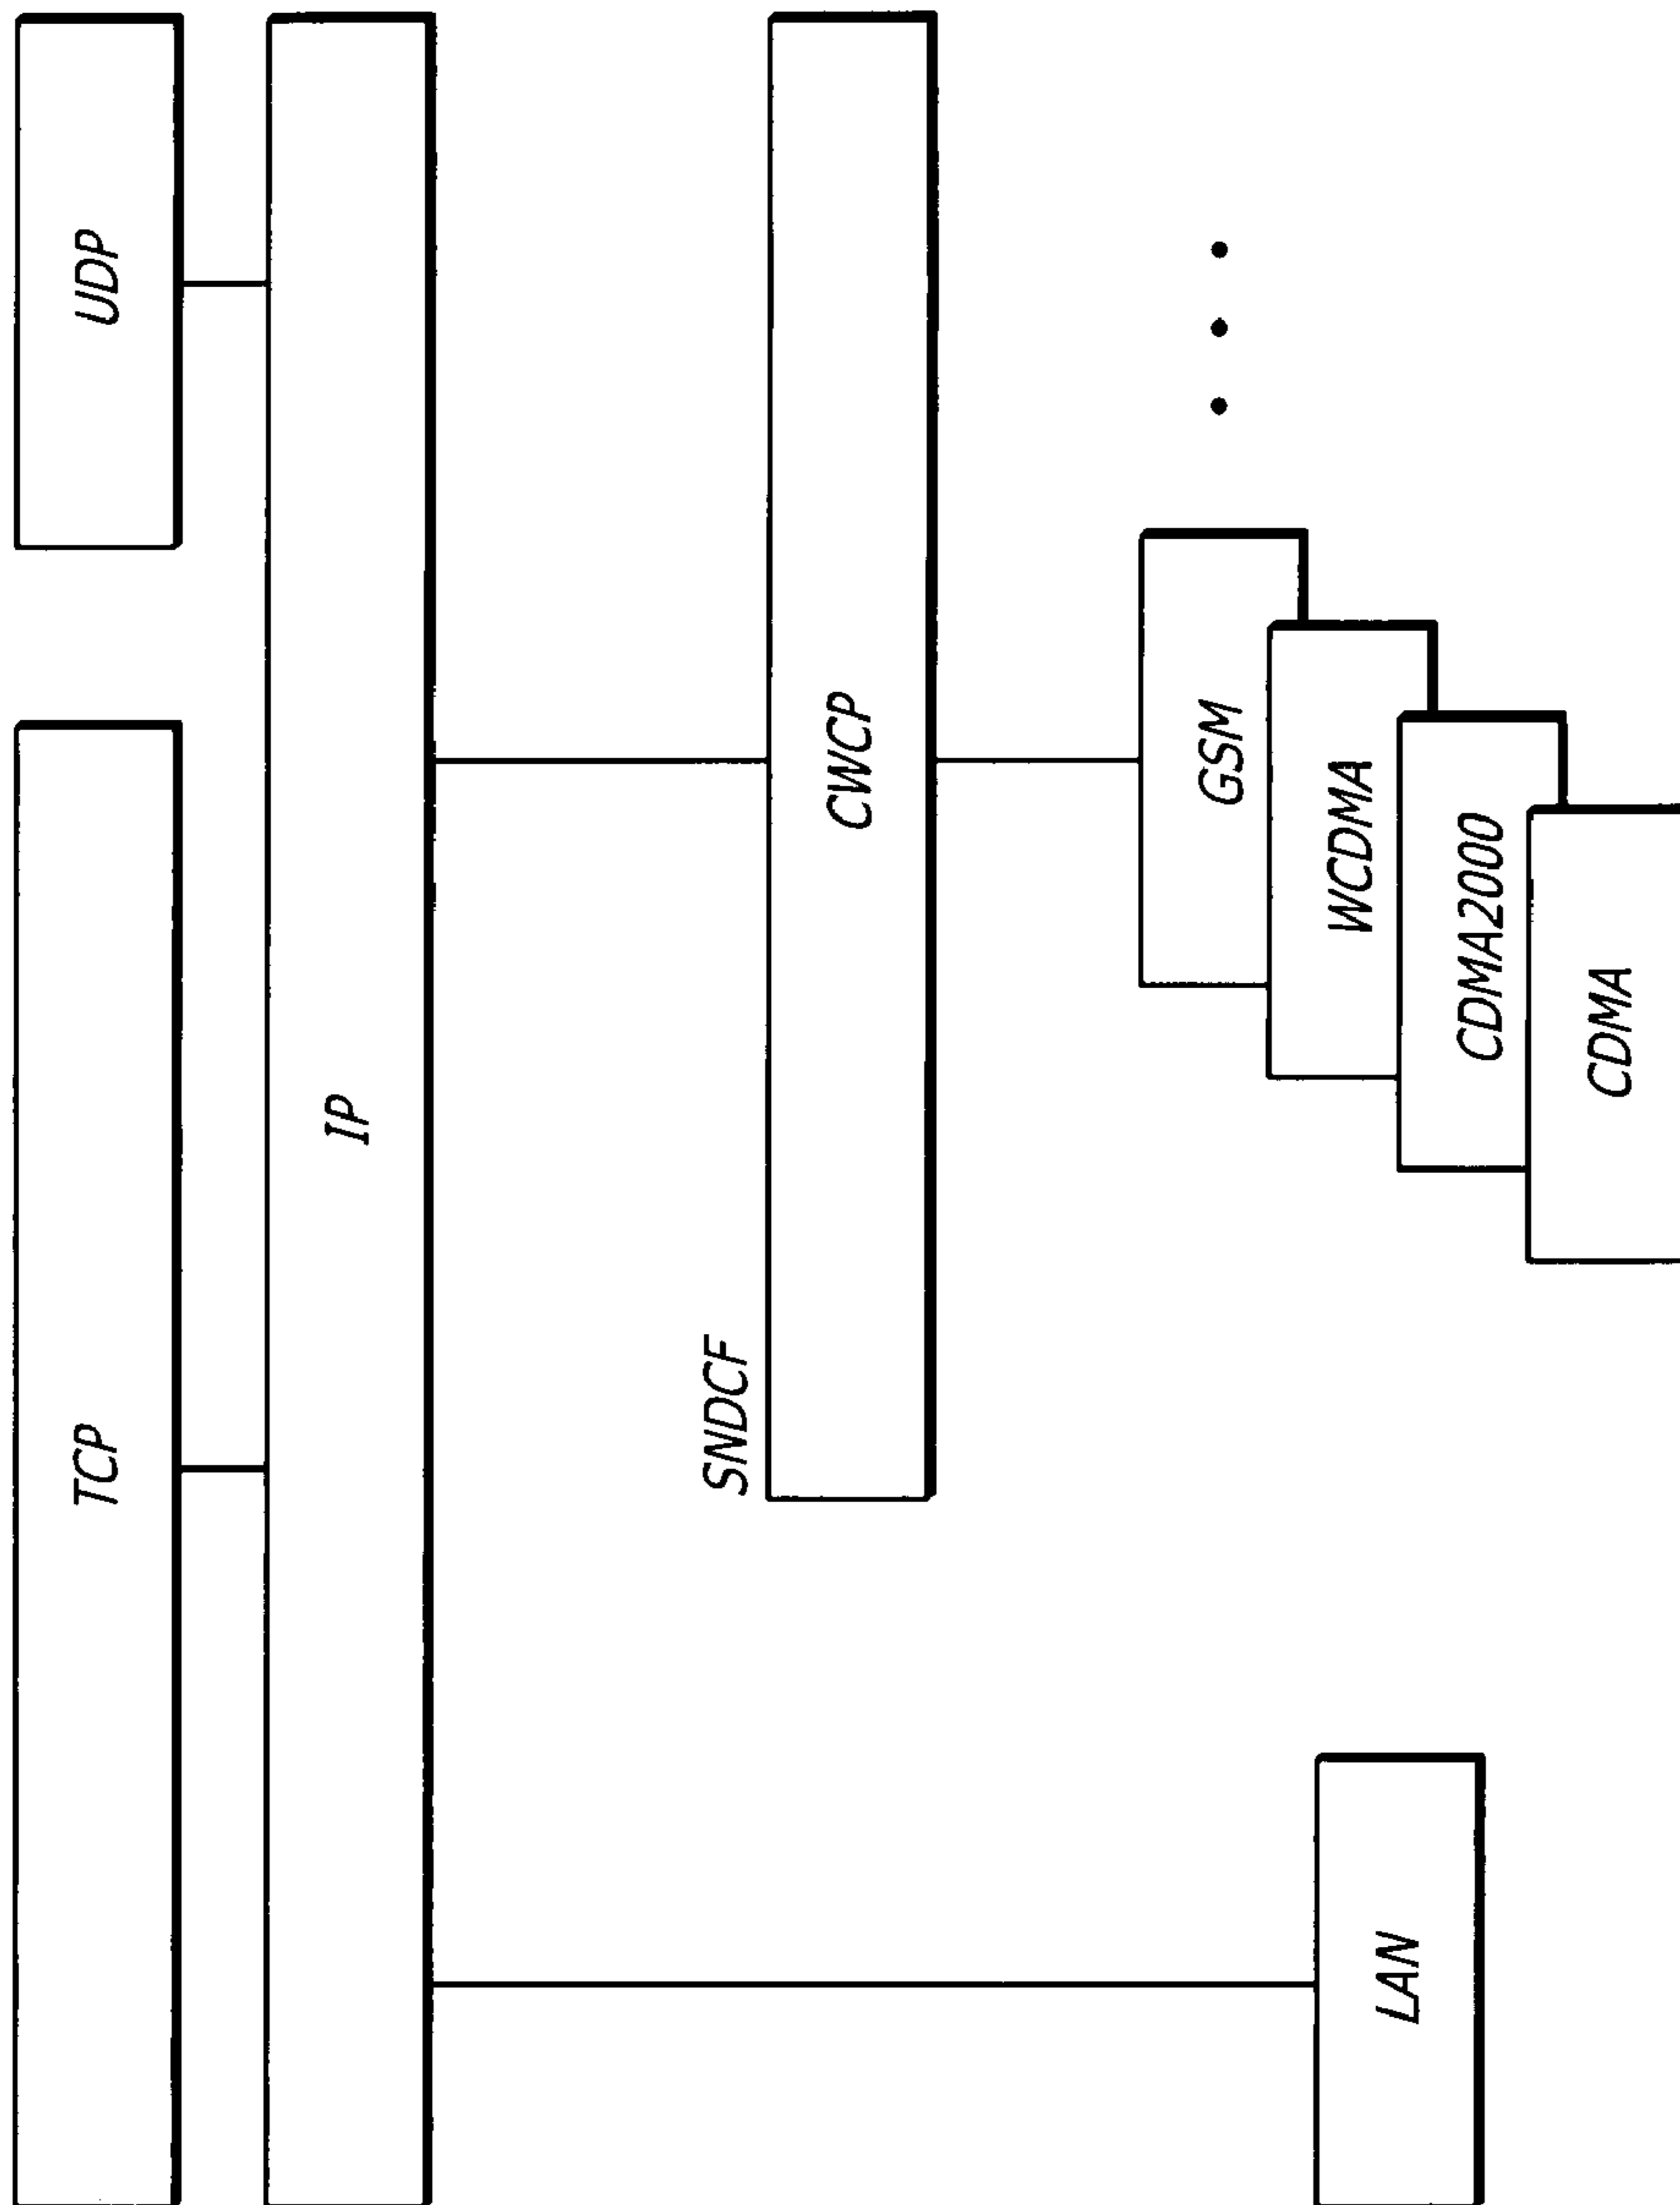 TCP
UDP
IP
SNDCF
CWCP
GSM
WCDMA
CDMA2000
CDMA
LAN